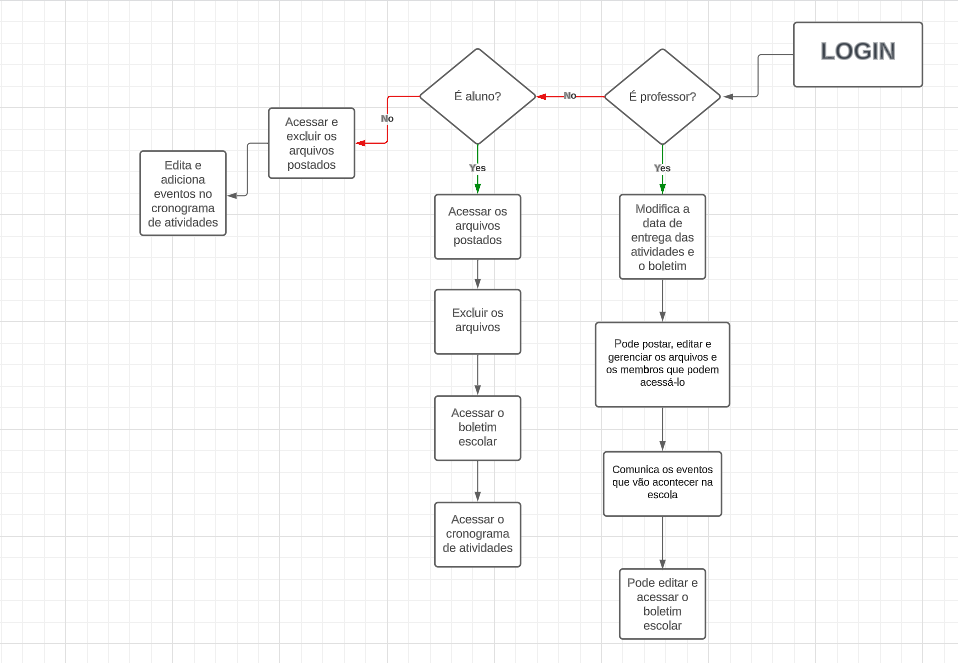 LOGIN
É professor?
No
É aluno?
No
Yes
Yes
Acessar e
excluir os
arquivos
postados
Edita e
adiciona
eventos no
cronograma
de atividades
Acessar os
arquivos
postados
Excluir os
arquivos
Acessar o
boletim
escolar
Acessar o
cronograma
de atividades
Modifica a
data de
entrega das
atividades e
o boletim
Pode postar, editar e
gerenciar os arquivos e
os membros que podem
acessá-lo
Comunica os eventos
que vão acontecer na
escola
Pode editar e
acessar o
boletim
escolar